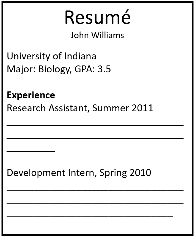 Resumé
John Williams
University of Indiana
Major: Biology, GPA: 3.5
Experience
Research Assistant, Summer 2011
Development Intern, Spring 2010